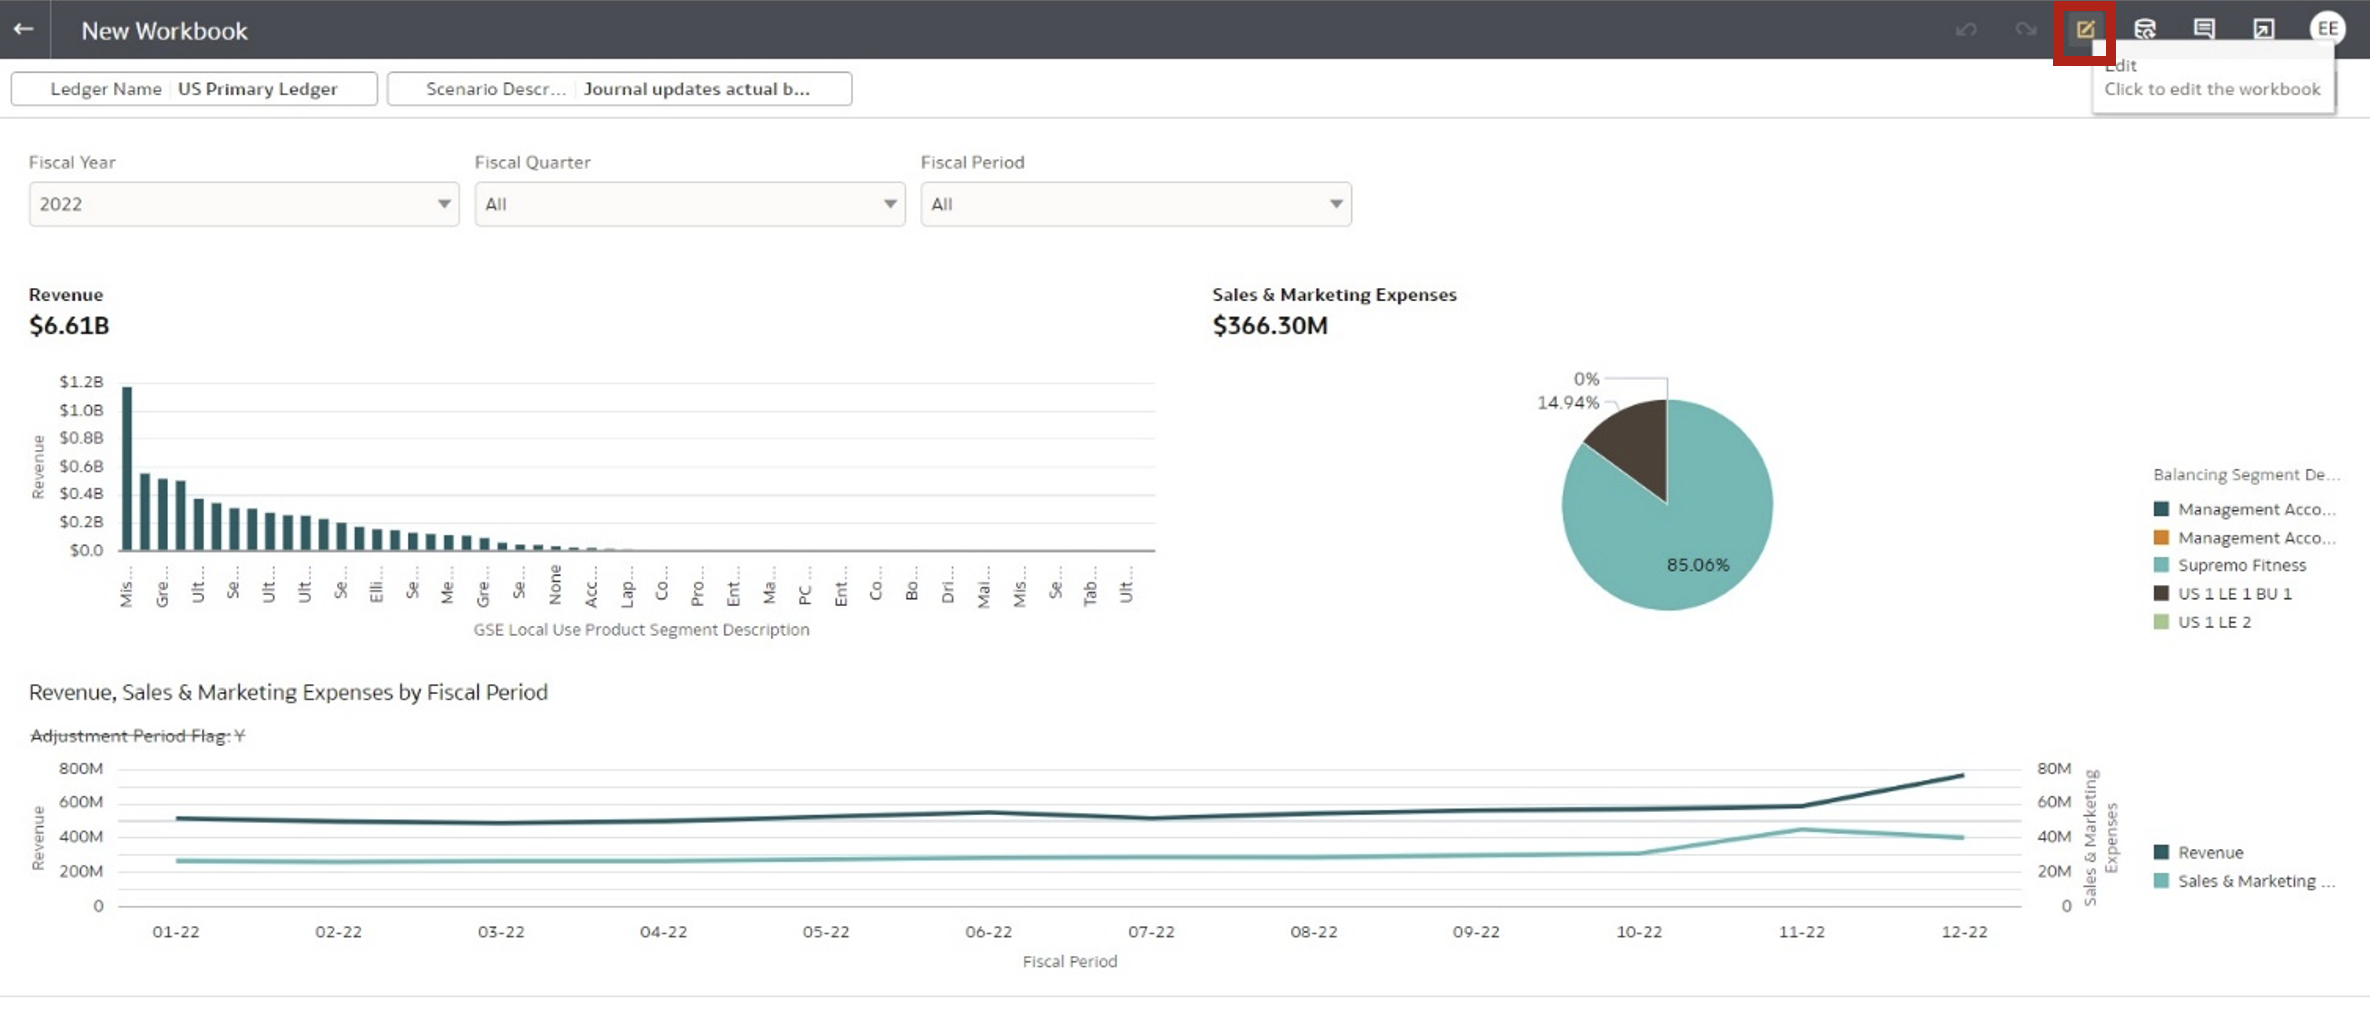 New Workbook
EE
Edit
Click to edit the workbook
Ledger Name US Primary Ledger
Scenario Descr... Journal updates actual b...
Fiscal Year
Fiscal Quarter
Fiscal Period
2022
All
All
Revenue
$6.61B
Sales & Marketing Expenses
$366.30M
Revenue
$1.2B
$1.0B
$0.8B
$0.6B
$0.4B
$0.2B
$0.0
Mis... Gre... Ult... Se... Ult... Ult... Se... Elli... Se... Me... Gre... Se... None Acc... Lap... Co... Pro... Ent... Ma... PC ... Ent... Co... Bo... Dri... Mai... Mis... Se... Tab... Ult...
GSE Local Use Product Segment Description
0%
14.94%
85.06%
Balancing Segment De...
Management Acco...
Management Acco...
Supremo Fitness
US 1 LE 1 BU 1
US 1 LE 2
Revenue, Sales & Marketing Expenses by Fiscal Period
Adjustment Period Flag: Y
Revenue
800M
600M
400M
200M
0
80M
60M
40M
20M
0
Sales & Marketing
Expenses
Revenue
Sales & Marketing ...
01-22 02-22 03-22 04-22 05-22 06-22 07-22 08-22 09-22 10-22 11-22 12-22
Fiscal Period